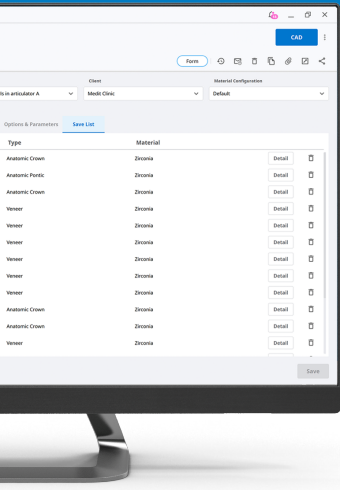 CAD
Form
Client
Material Configuration
ls in articulator A
Medit Clinic
Default
Options & Parameters
Save List
Type Material
Anatomic Crown Zirconia Detail
Anatomic Pontic Zirconia Detail
Anatomic Crown Zirconia Detail
Veneer Zirconia Detail
Veneer Zirconia Detail
Veneer Zirconia Detail
Veneer Zirconia Detail
Veneer Zirconia Detail
Veneer Zirconia Detail
Anatomic Crown Zirconia Detail
Anatomic Crown Zirconia Detail
Veneer Zirconia Detail
Save